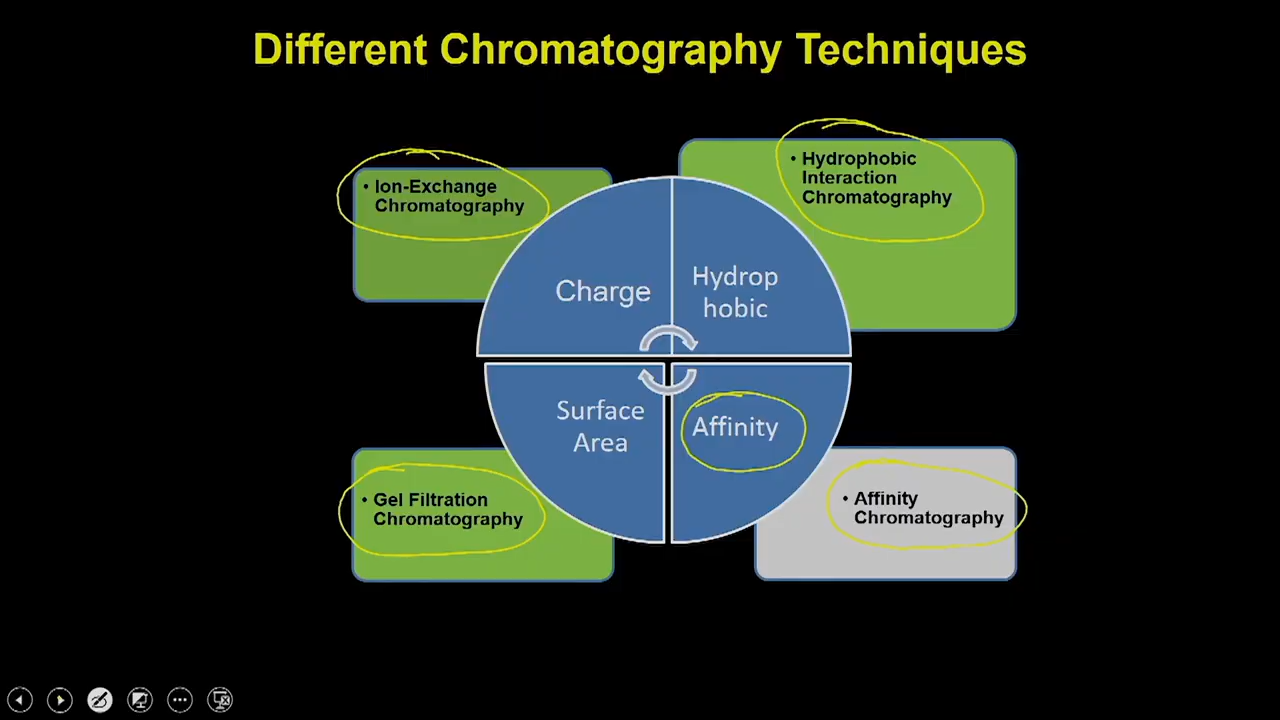 Different Chromatography Techniques
• Ion-Exchange
Chromatography
• Hydrophobic
Interaction
Chromatography
Charge
Hydrop
hobic
Surface
Area
Affinity
• Gel Filtration
Chromatography
• Affinity
Chromatography